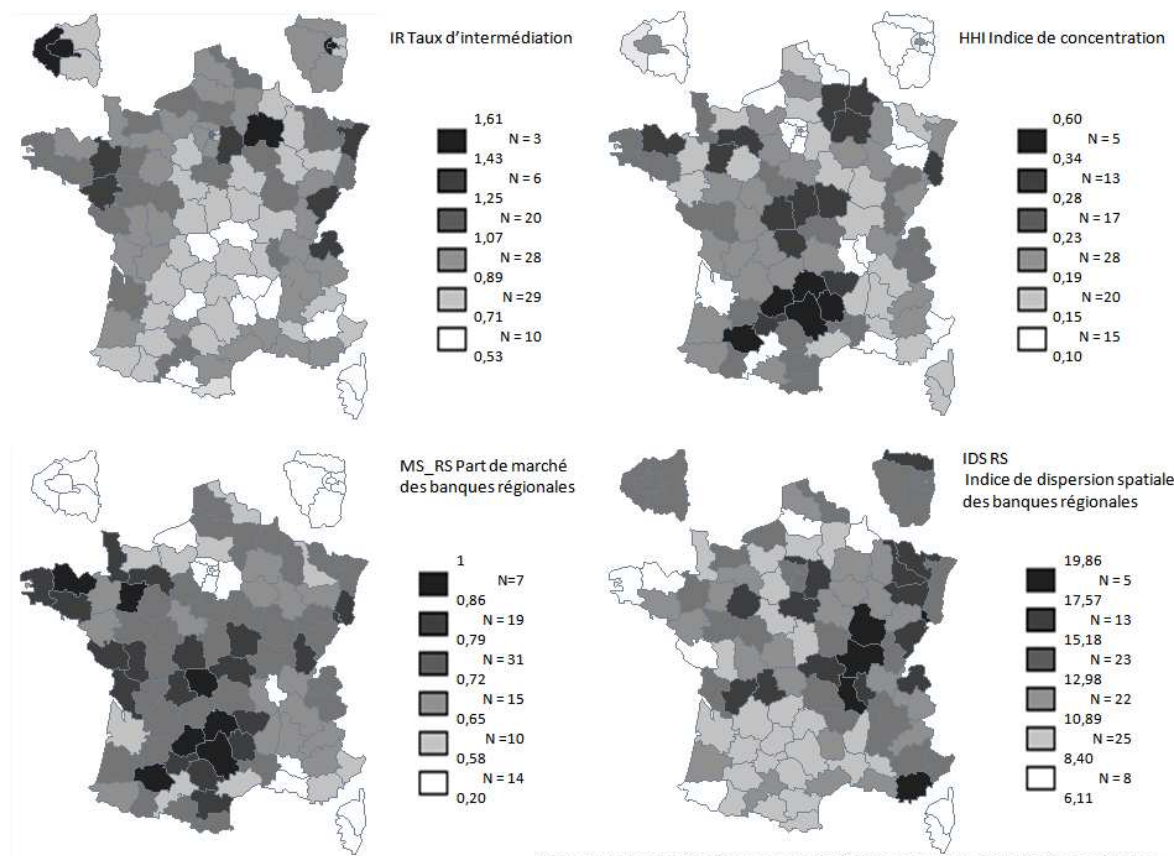 IR Taux d'intermédiation
1,61
N = 3
1,43
N = 6
1,25
N = 20
1,07
N = 28
0,89
N = 29
0,71
N = 10
0,53
HHI Indice de concentration
0,60
N = 5
0,34
N =13
0,28
N = 17
0,23
N = 28
0,19
N = 20
0,15
N = 15
0,10
MS_RS Part de marché
des banques régionales
1
N=7
0,86
N = 19
0,79
N = 31
0,72
N = 15
0,65
N =10
0,58
N = 14
0,20
IDS RS
Indice de dispersion spatiale
des banques régionales
19,86
N = 5
17,57
N = 13
15,18
N = 23
12,98
N = 22
10,89
N =25
8,40
N = 8
6,11